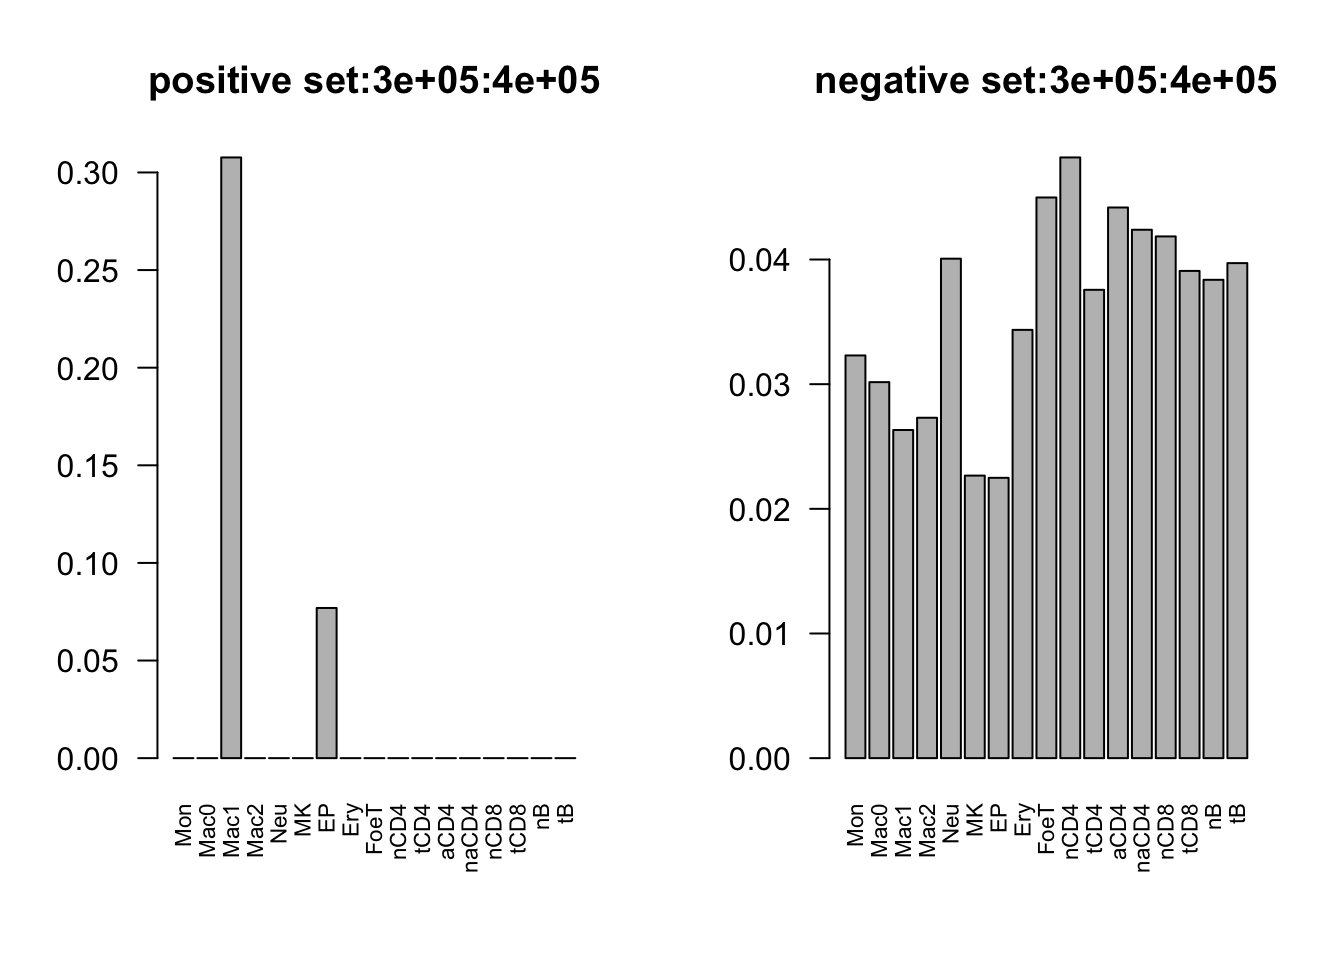 positive set:3e+05:4e+05
0.30
0.25
0.20
0.15
0.10
0.05
0.00
Mon
Mac0
Mac1
Mac2
Neu
MK
EP
Ery
FoeT
nCD4
tCD4
aCD4
naCD4
nCD8
tCD8
nB
tB
negative set:3e+05:4e+05
0.04
0.03
0.02
0.01
0.00
Mon
Mac0
Mac1
Mac2
Neu
MK
EP
Ery
FoeT
nCD4
tCD4
aCD4
naCD4
nCD8
tCD8
nB
tB